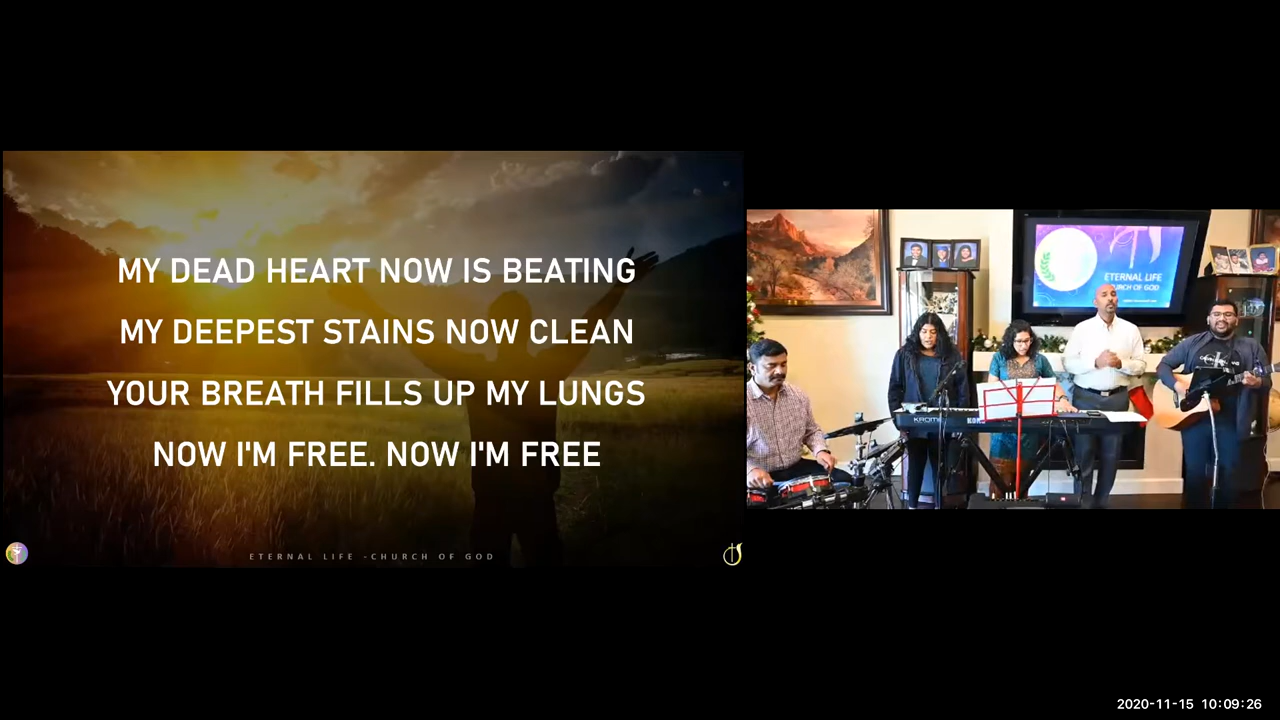 MY DEAD HEART NOW IS BEATING
MY DEEPEST STAINS NOW CLEAN
YOUR BREATH FILLS UP MY LUNGS
NOW I'M FREE. NOW I'M FREE
ETERNAL LIFE -CHURCH OF GOD
ETERNAL LIFE
CHURCH OF GOD
KROME
KORG
2020-11-15 10:09:26